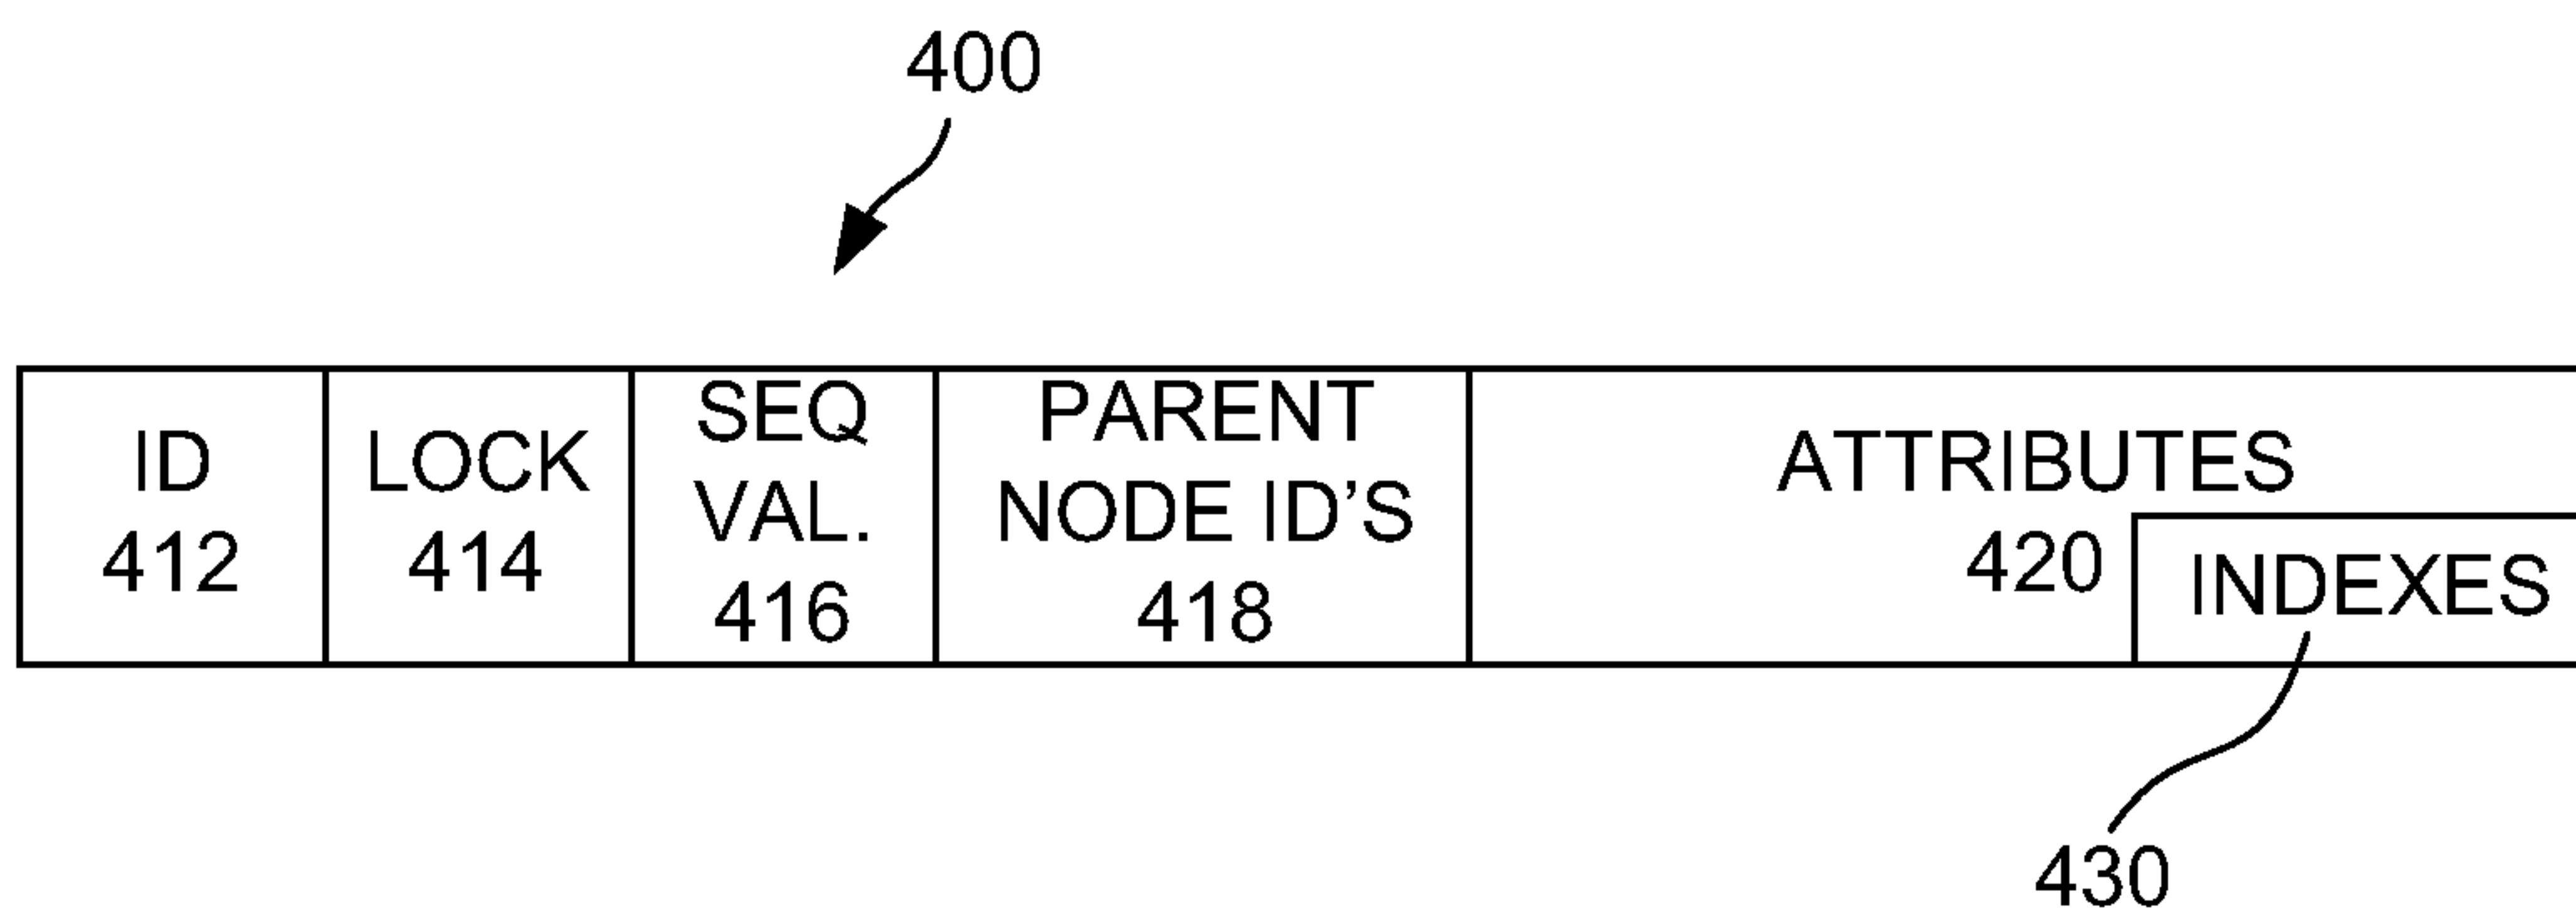 400
ID
412
LOCK
414
SEQ
VAL.
416
PARENT
NODE ID'S
418
ATTRIBUTES
420
INDEXES
430